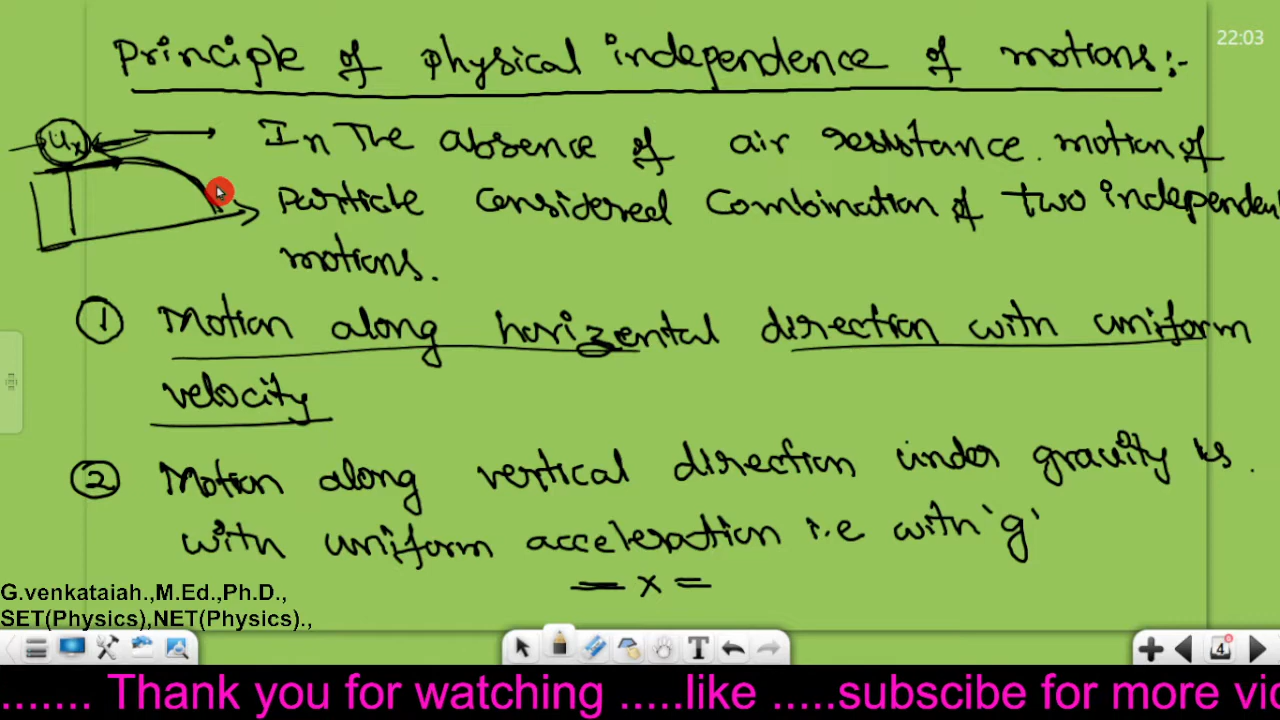 Principle of physical independence of motions:-
22:03
In The absence of air resistance. motion of
ux
Particle Considered Combination of two independent
motions.
① Motion along horizental direction with uniform
velocity
② Motion along vertical direction under gravity is.
with uniform acceleration i.e with 'g'
= x =
G.venkataiah.,M.Ed.,Ph.D.,
SET(Physics),NET(Physics).,
T
4
....... Thank you for watching .....like .....subscibe for more vid